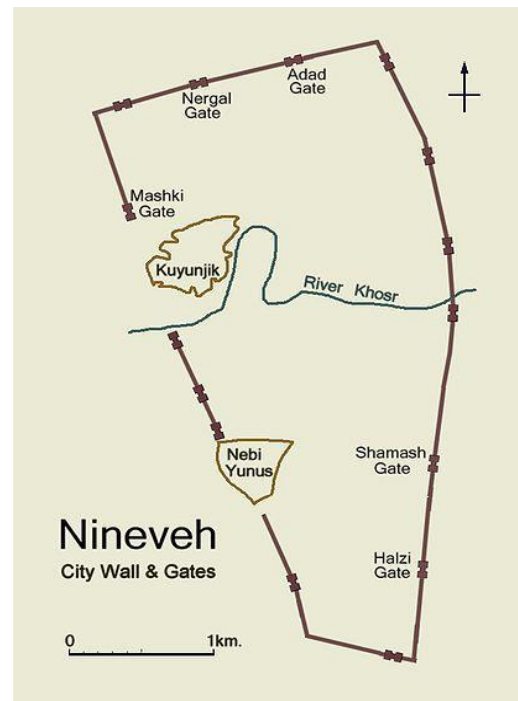 Adad
Gate
Nergal
Gate
Mashki
Gate
Kuyunjik
River Khosr
Shamash
Gate
Nebi
Yunus
Halzi
Gate
Nineveh
City Wall & Gates
0 1km.